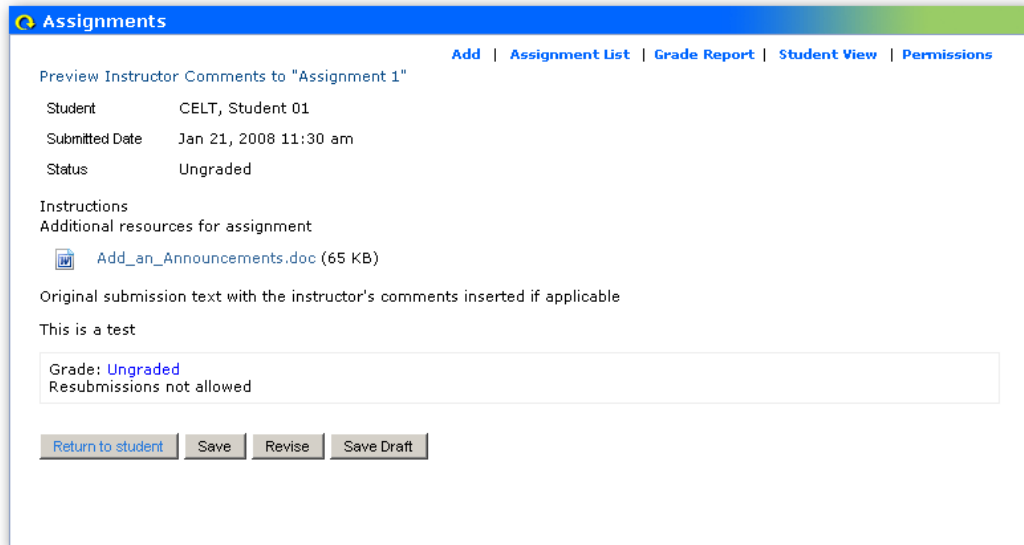 Assignments
Add | Assignment List | Grade Report | Student View | Permissions
Preview Instructor Comments to "Assignment 1"
Student CELT, Student 01
Submitted Date Jan 21, 2008 11:30 am
Status Ungraded
Instructions
Additional resources for assignment
Add_an_Announcements.doc (65 KB)
Original submission text with the instructor's comments inserted if applicable
This is a test
Grade: Ungraded
Resubmissions not allowed
Return to student Save Revise Save Draft